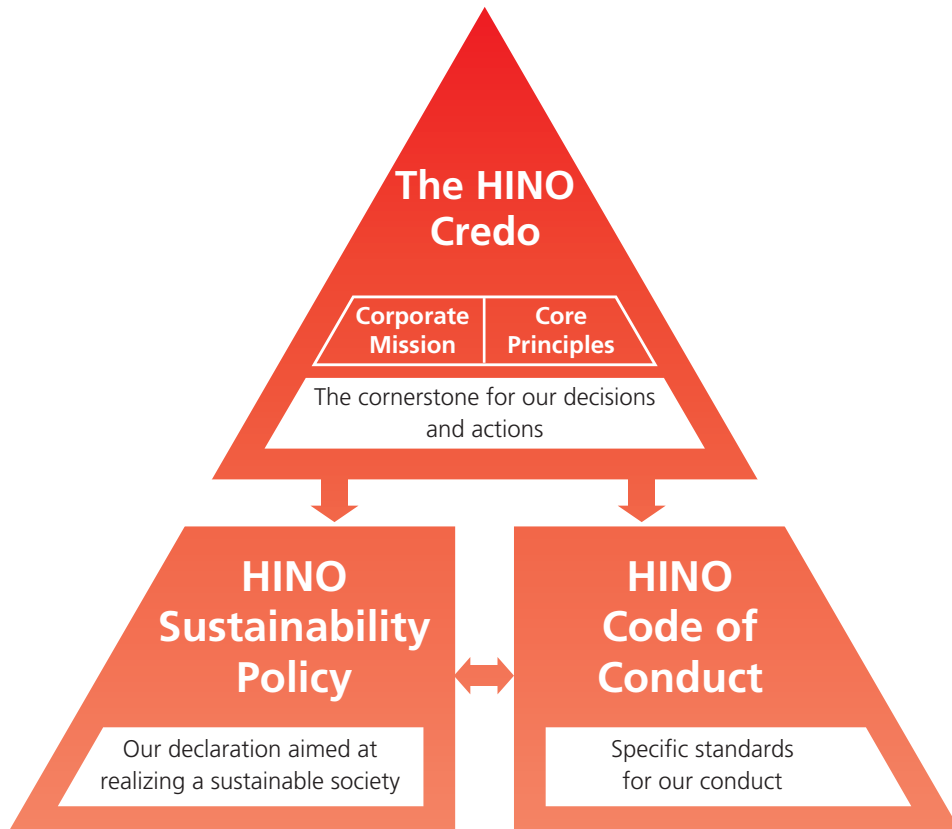 The HINO
Credo
Corporate
Mission
Core
Principles
The cornerstone for our decisions
and actions
HINO
Sustainability
Policy
Our declaration aimed at
realizing a sustainable society
HINO
Code of
Conduct
Specific standards
for our conduct